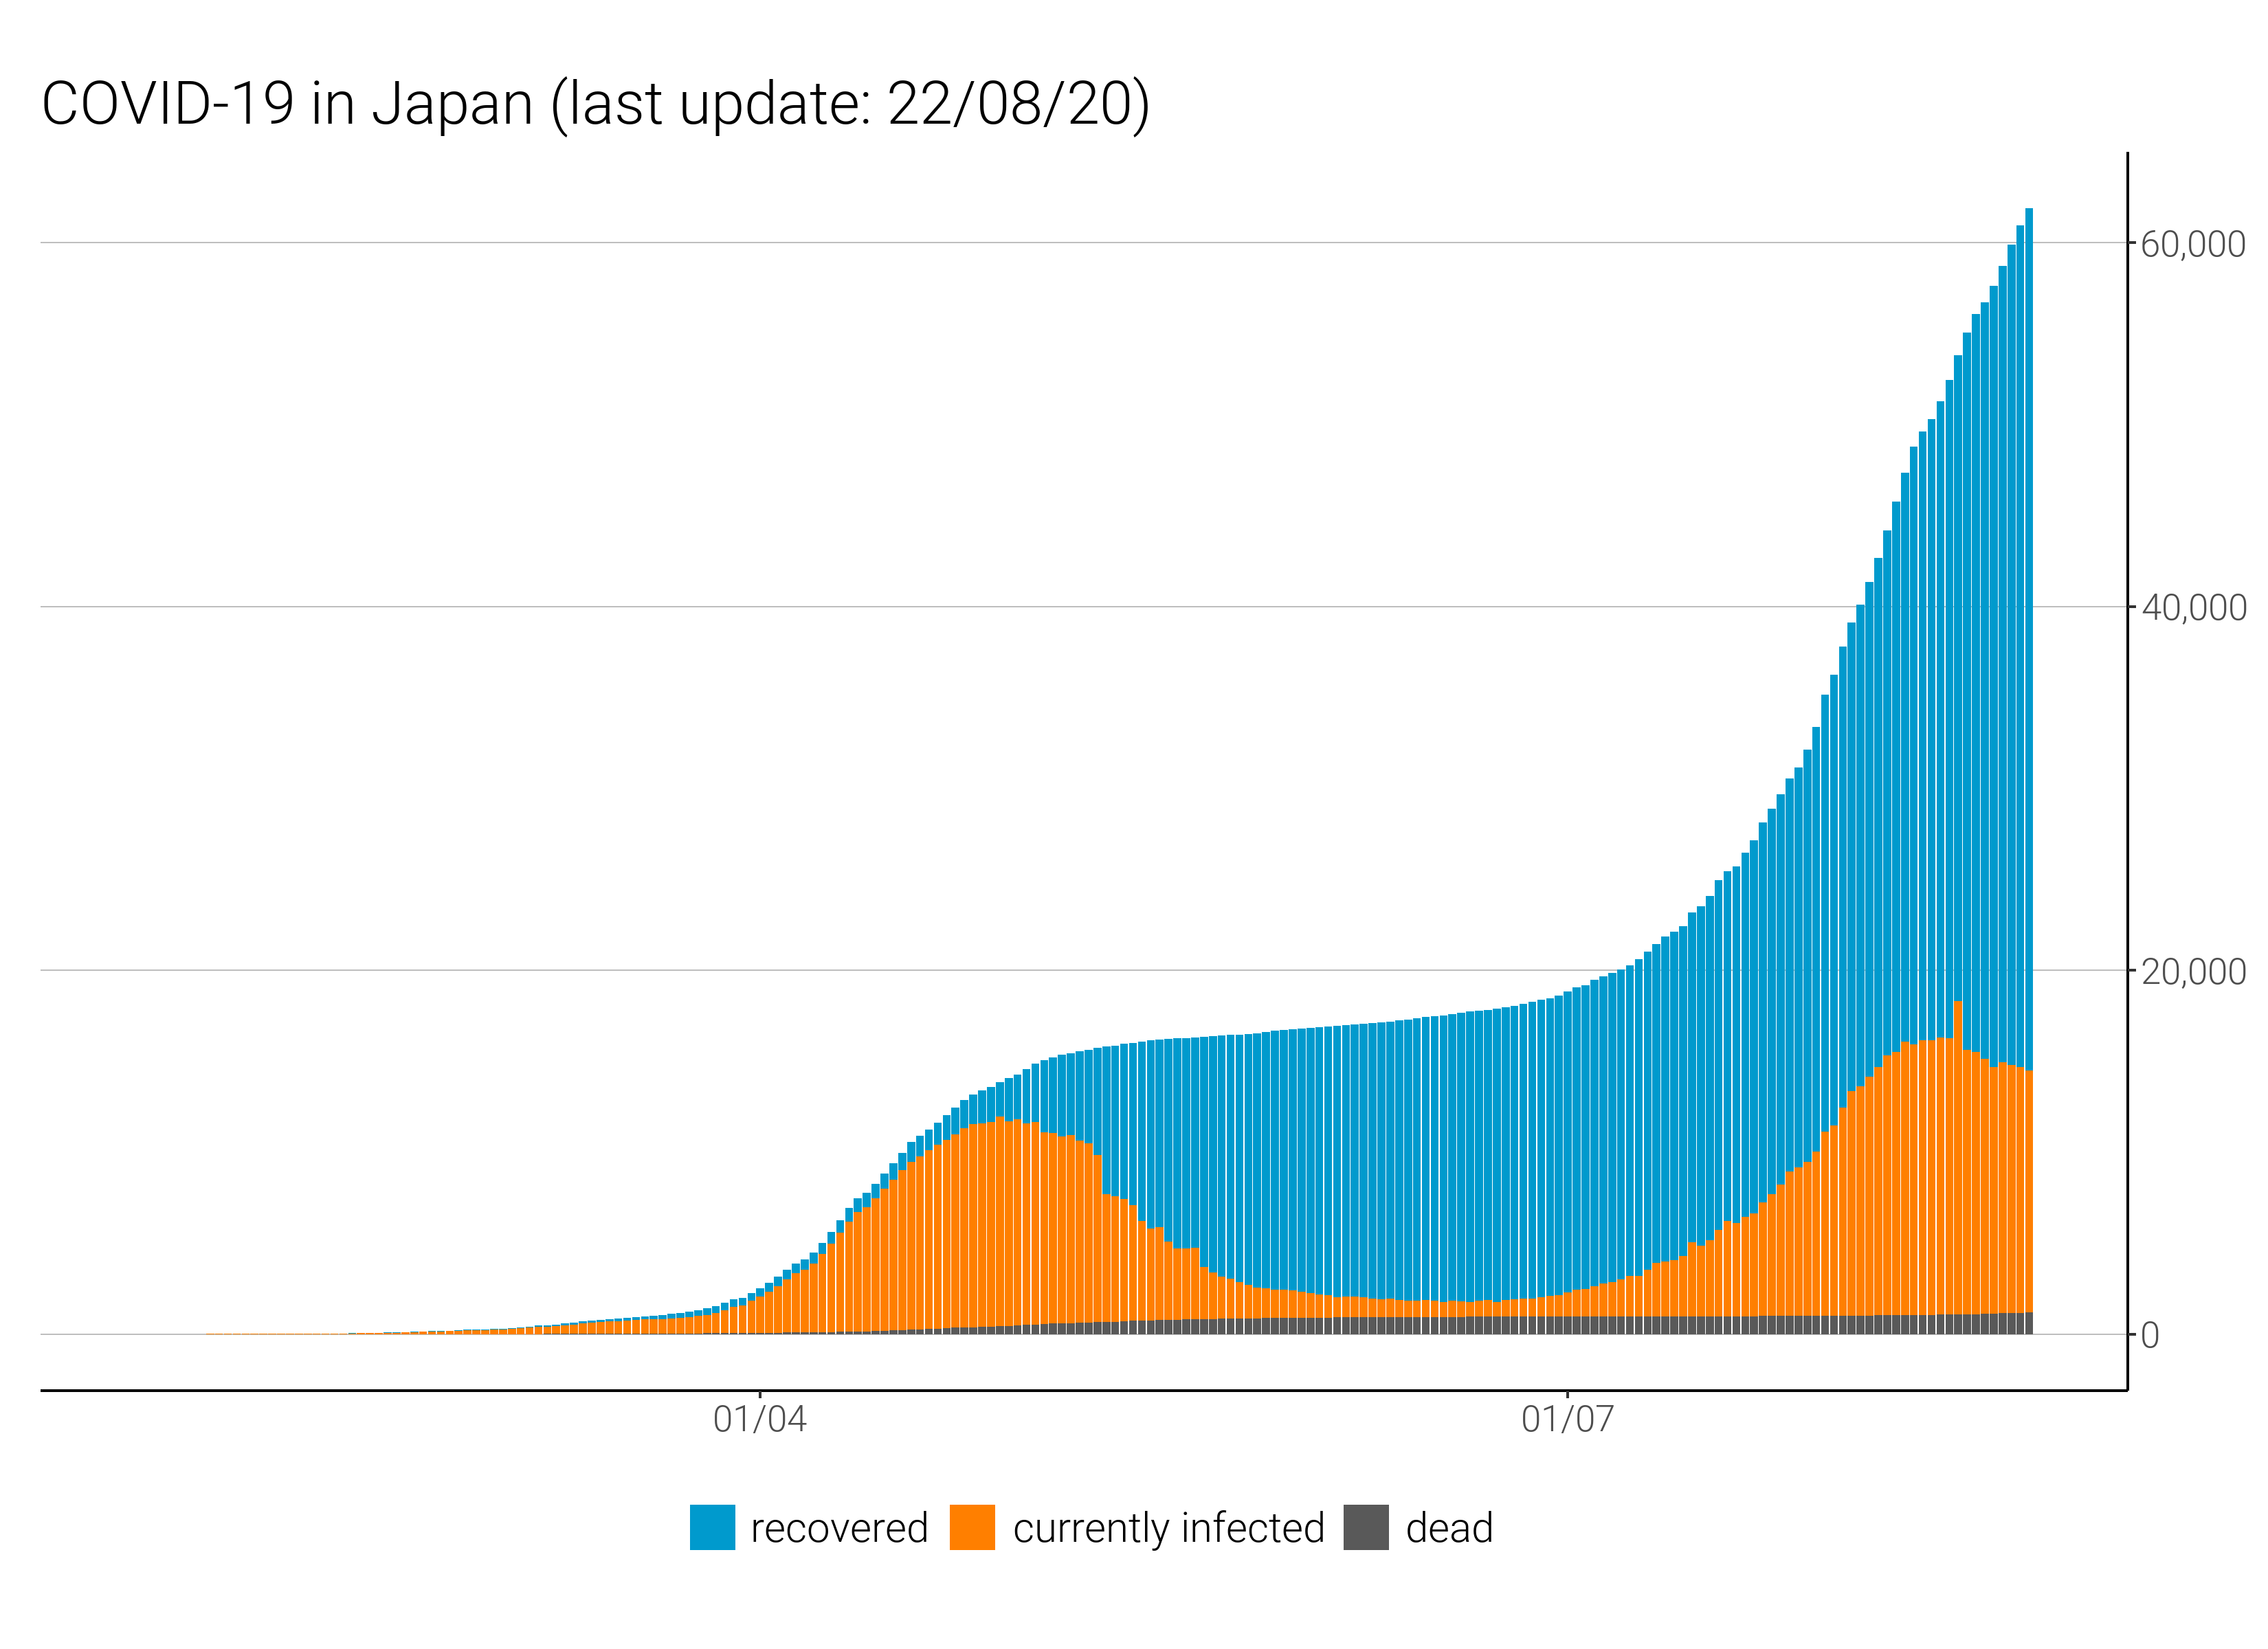 COVID-19 in Japan (last update: 22/08/20)
60,000
40,000
20,000
0
01/04 01/07
recovered currently infected dead